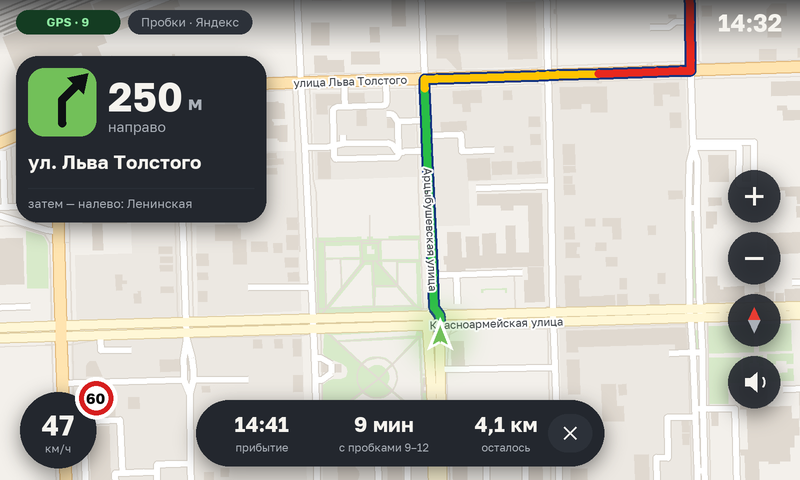 GPS · 9
Пробки · Яндекс
14:32
250 м
направо
ул. Льва Толстого
затем — налево: Ленинская
улица Льва Толстого
Арцыбушевская улица
Красноармейская улица
60
47
км/ч
14:41
прибытие
9 мин
с пробками 9–12
4,1 км
осталось